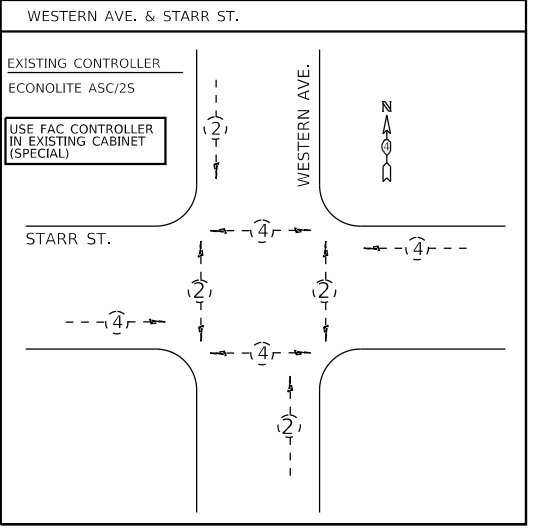 WESTERN AVE. & STARR ST.
EXISTING CONTROLLER
ECONOLITE ASC/2S
USE FAC CONTROLLER
IN EXISTING CABINET
(SPECIAL)
WESTERN AVE.
N
4
2
STARR ST.
4
4
2
2
4
4
2